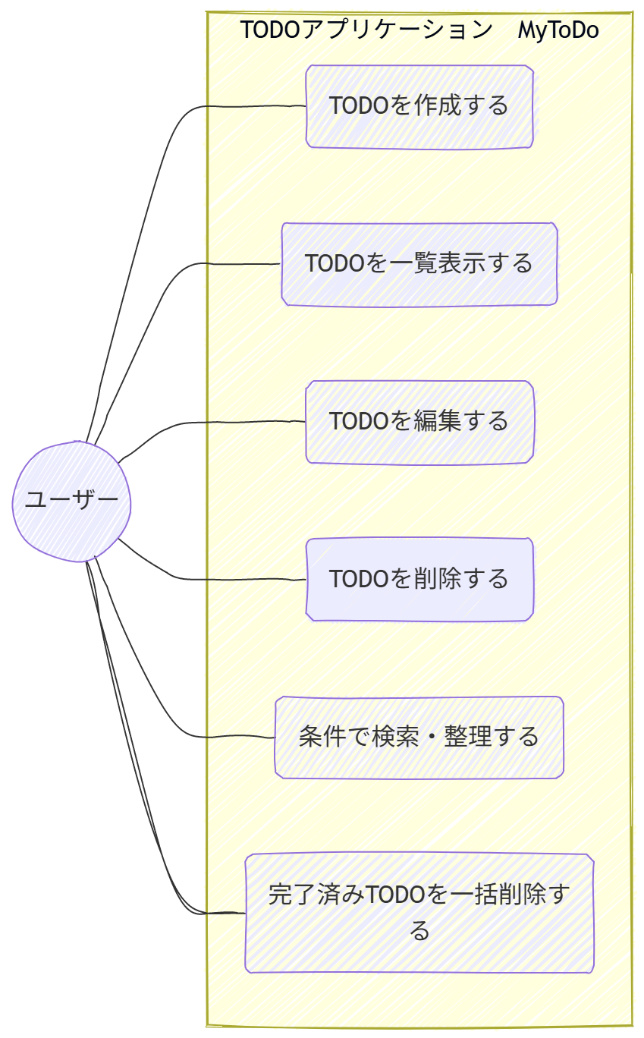 TODOアプリケーション　MyToDo
TODOを作成する
TODOを一覧表示する
TODOを編集する
ユーザー
TODOを削除する
条件で検索・整理する
完了済みTODOを一括削除す
る